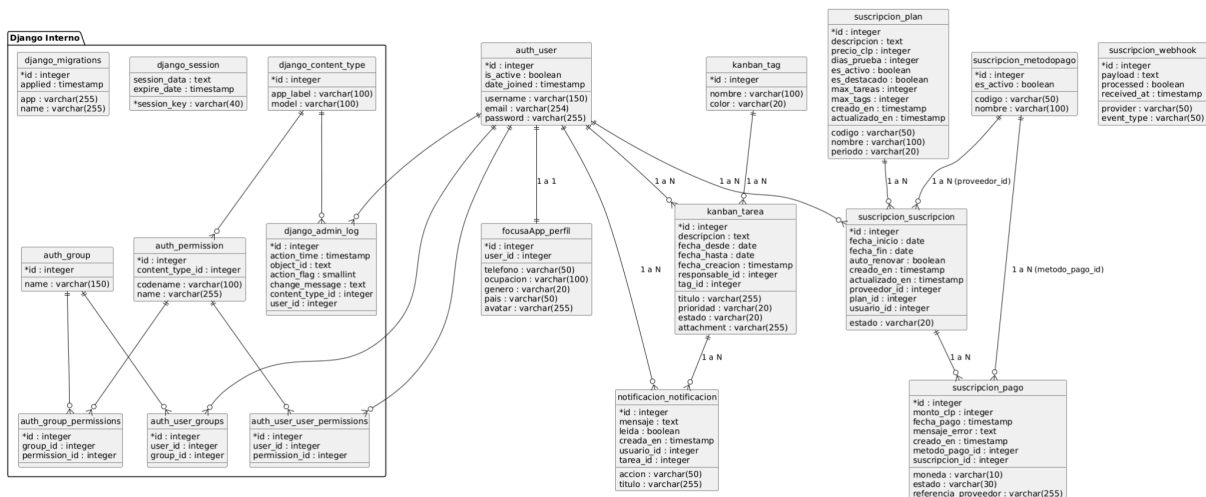 Django Interno
django_migrations
*id : integer
applied : timestamp
app : varchar(255)
name : varchar(255)
django_session
session_data : text
expire_date : timestamp
*session_key : varchar(40)
django_content_type
*id : integer
app_label : varchar(100)
model : varchar(100)
auth_user
*id : integer
is_active : boolean
date_joined : timestamp
username : varchar(150)
email : varchar(254)
password : varchar(255)
kanban_tag
*id : integer
nombre : varchar(100)
color : varchar(20)
suscripcion_plan
*id : integer
descripcion : text
precio_clp : integer
dias_prueba : integer
es_activo : boolean
es_destacado : boolean
max_tareas : integer
max_tags : integer
creado_en : timestamp
actualizado_en : timestamp
codigo : varchar(50)
nombre : varchar(100)
periodo : varchar(20)
suscripcion_metodopago
*id : integer
es_activo : boolean
codigo : varchar(50)
nombre : varchar(100)
suscripcion_webhook
*id : integer
payload : text
processed : boolean
received_at : timestamp
provider : varchar(50)
event_type : varchar(50)
1 a 1
1 a N
1 a N
1 a N
1 a N
1 a N (proveedor_id)
auth_group
*id : integer
name : varchar(150)
auth_permission
*id : integer
content_type_id : integer
codename : varchar(100)
name : varchar(255)
django_admin_log
*id : integer
action_time : timestamp
object_id : text
action_flag : smallint
change_message : text
content_type_id : integer
user_id : integer
focusaApp_perfil
*id : integer
user_id : integer
telefono : varchar(50)
ocupacion : varchar(100)
genero : varchar(20)
pais : varchar(50)
avatar : varchar(255)
1 a N
kanban_tarea
*id : integer
descripcion : text
fecha_desde : date
fecha_hasta : date
fecha_creacion : timestamp
responsable_id : integer
tag_id : integer
titulo : varchar(255)
prioridad : varchar(20)
estado : varchar(20)
attachment : varchar(255)
suscripcion_suscripcion
*id : integer
fecha_inicio : date
fecha_fin : date
auto_renovar : boolean
creado_en : timestamp
actualizado_en : timestamp
proveedor_id : integer
plan_id : integer
usuario_id : integer
estado : varchar(20)
1 a N (metodo_pago_id)
1 a N
1 a N
auth_group_permissions
*id : integer
group_id : integer
permission_id : integer
auth_user_groups
*id : integer
user_id : integer
group_id : integer
auth_user_user_permissions
*id : integer
user_id : integer
permission_id : integer
notificacion_notificacion
*id : integer
mensaje : text
leida : boolean
creada_en : timestamp
usuario_id : integer
tarea_id : integer
accion : varchar(50)
titulo : varchar(255)
suscripcion_pago
*id : integer
monto_clp : integer
fecha_pago : timestamp
mensaje_error : text
creado_en : timestamp
metodo_pago_id : integer
suscripcion_id : integer
moneda : varchar(10)
estado : varchar(30)
referencia_proveedor : varchar(255)